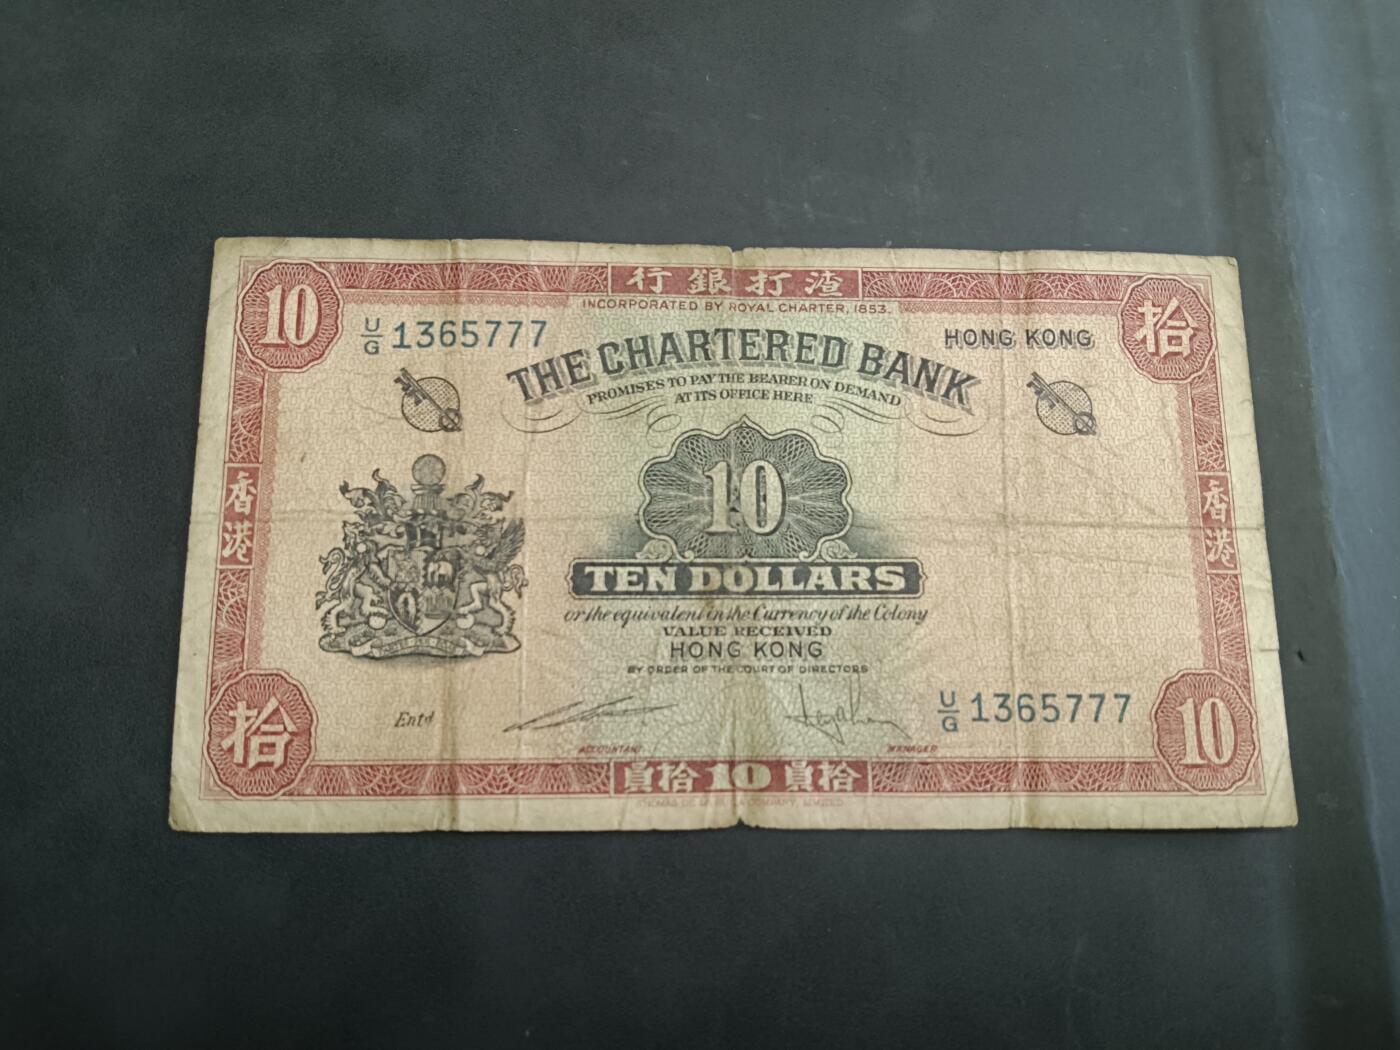 行銀打渣
INCORPORATED BY ROYAL CHARTER, 1853.
10
U/G 1365777
HONG KONG
拾
THE CHARTERED BANK
PROMISES TO PAY THE BEARER ON DEMAND
AT ITS OFFICE HERE
10
香港
香港
TEN DOLLARS
or the equivalent in the Currency of the Colony
VALUE RECEIVED
HONG KONG
BY ORDER OF THE COURT OF DIRECTORS
拾
Entd
U/G 1365777
10
ACCOUNTANT
MANAGER
員拾 10 員拾